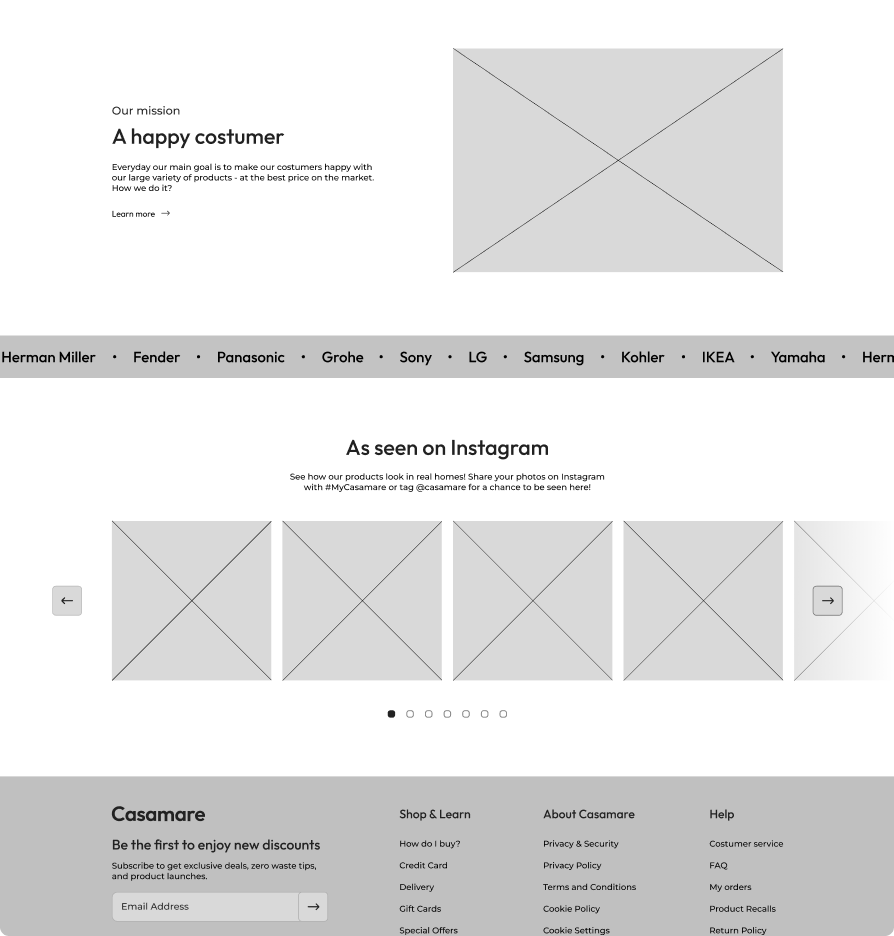 Our mission
A happy costumer
Everyday our main goal is to make our costumers happy with
our large variety of products - at the best price on the market.
How we do it?
Learn more →
Herman Miller • Fender • Panasonic • Grohe • Sony • LG • Samsung • Kohler • IKEA • Yamaha • Herm
As seen on Instagram
See how our products look in real homes! Share your photos on Instagram
with #MyCasamare or tag @casamare for a chance to be seen here!
Casamare
Be the first to enjoy new discounts
Subscribe to get exclusive deals, zero waste tips,
and product launches.
Email Address
Shop & Learn
How do I buy?
Credit Card
Delivery
Gift Cards
Special Offers
About Casamare
Privacy & Security
Privacy Policy
Terms and Conditions
Cookie Policy
Cookie Settings
Help
Costumer service
FAQ
My orders
Product Recalls
Return Policy